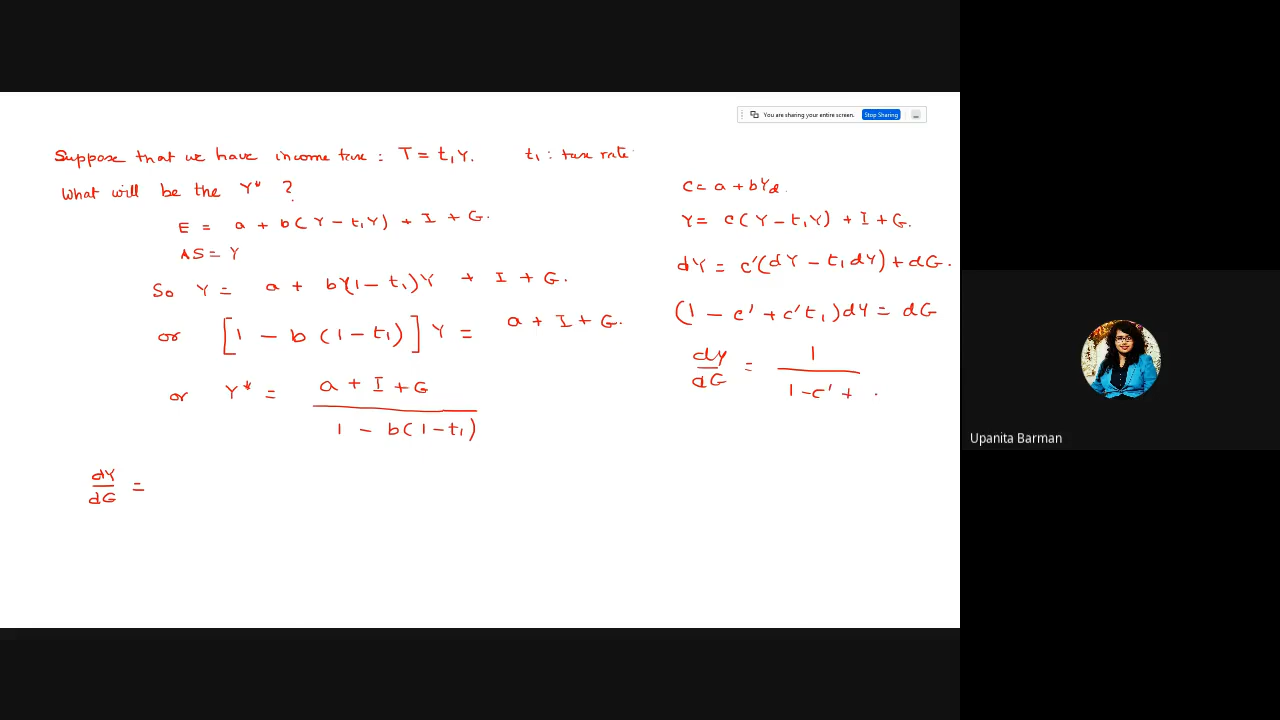 You are sharing your entire screen. Stop Sharing
Suppose that we have income tax : T = t₁Y. t₁ : tax rate.
What will be the Y* ?
E = a + b(Y - t₁Y) + I + G.
AS = Y
So Y = a + b(1 - t₁)Y + I + G.
or [1 - b (1 - t₁)] Y = a + I + G.
or Y* = a + I + G
1 - b(1 - t₁)
dY
dG =
C = a + bYd.
Y = C(Y - t₁Y) + I + G.
dY = C'(dY - t₁dY) + dG.
(1 - C' + C't₁)dY = dG
dY/dG = 1
1 - C' + .
Upanita Barman